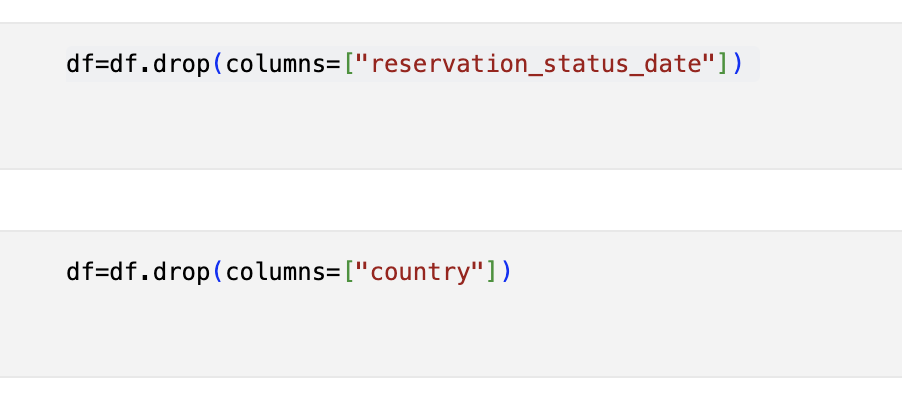 df=df.drop(columns=["reservation_status_date"])
df=df.drop(columns=["country"])